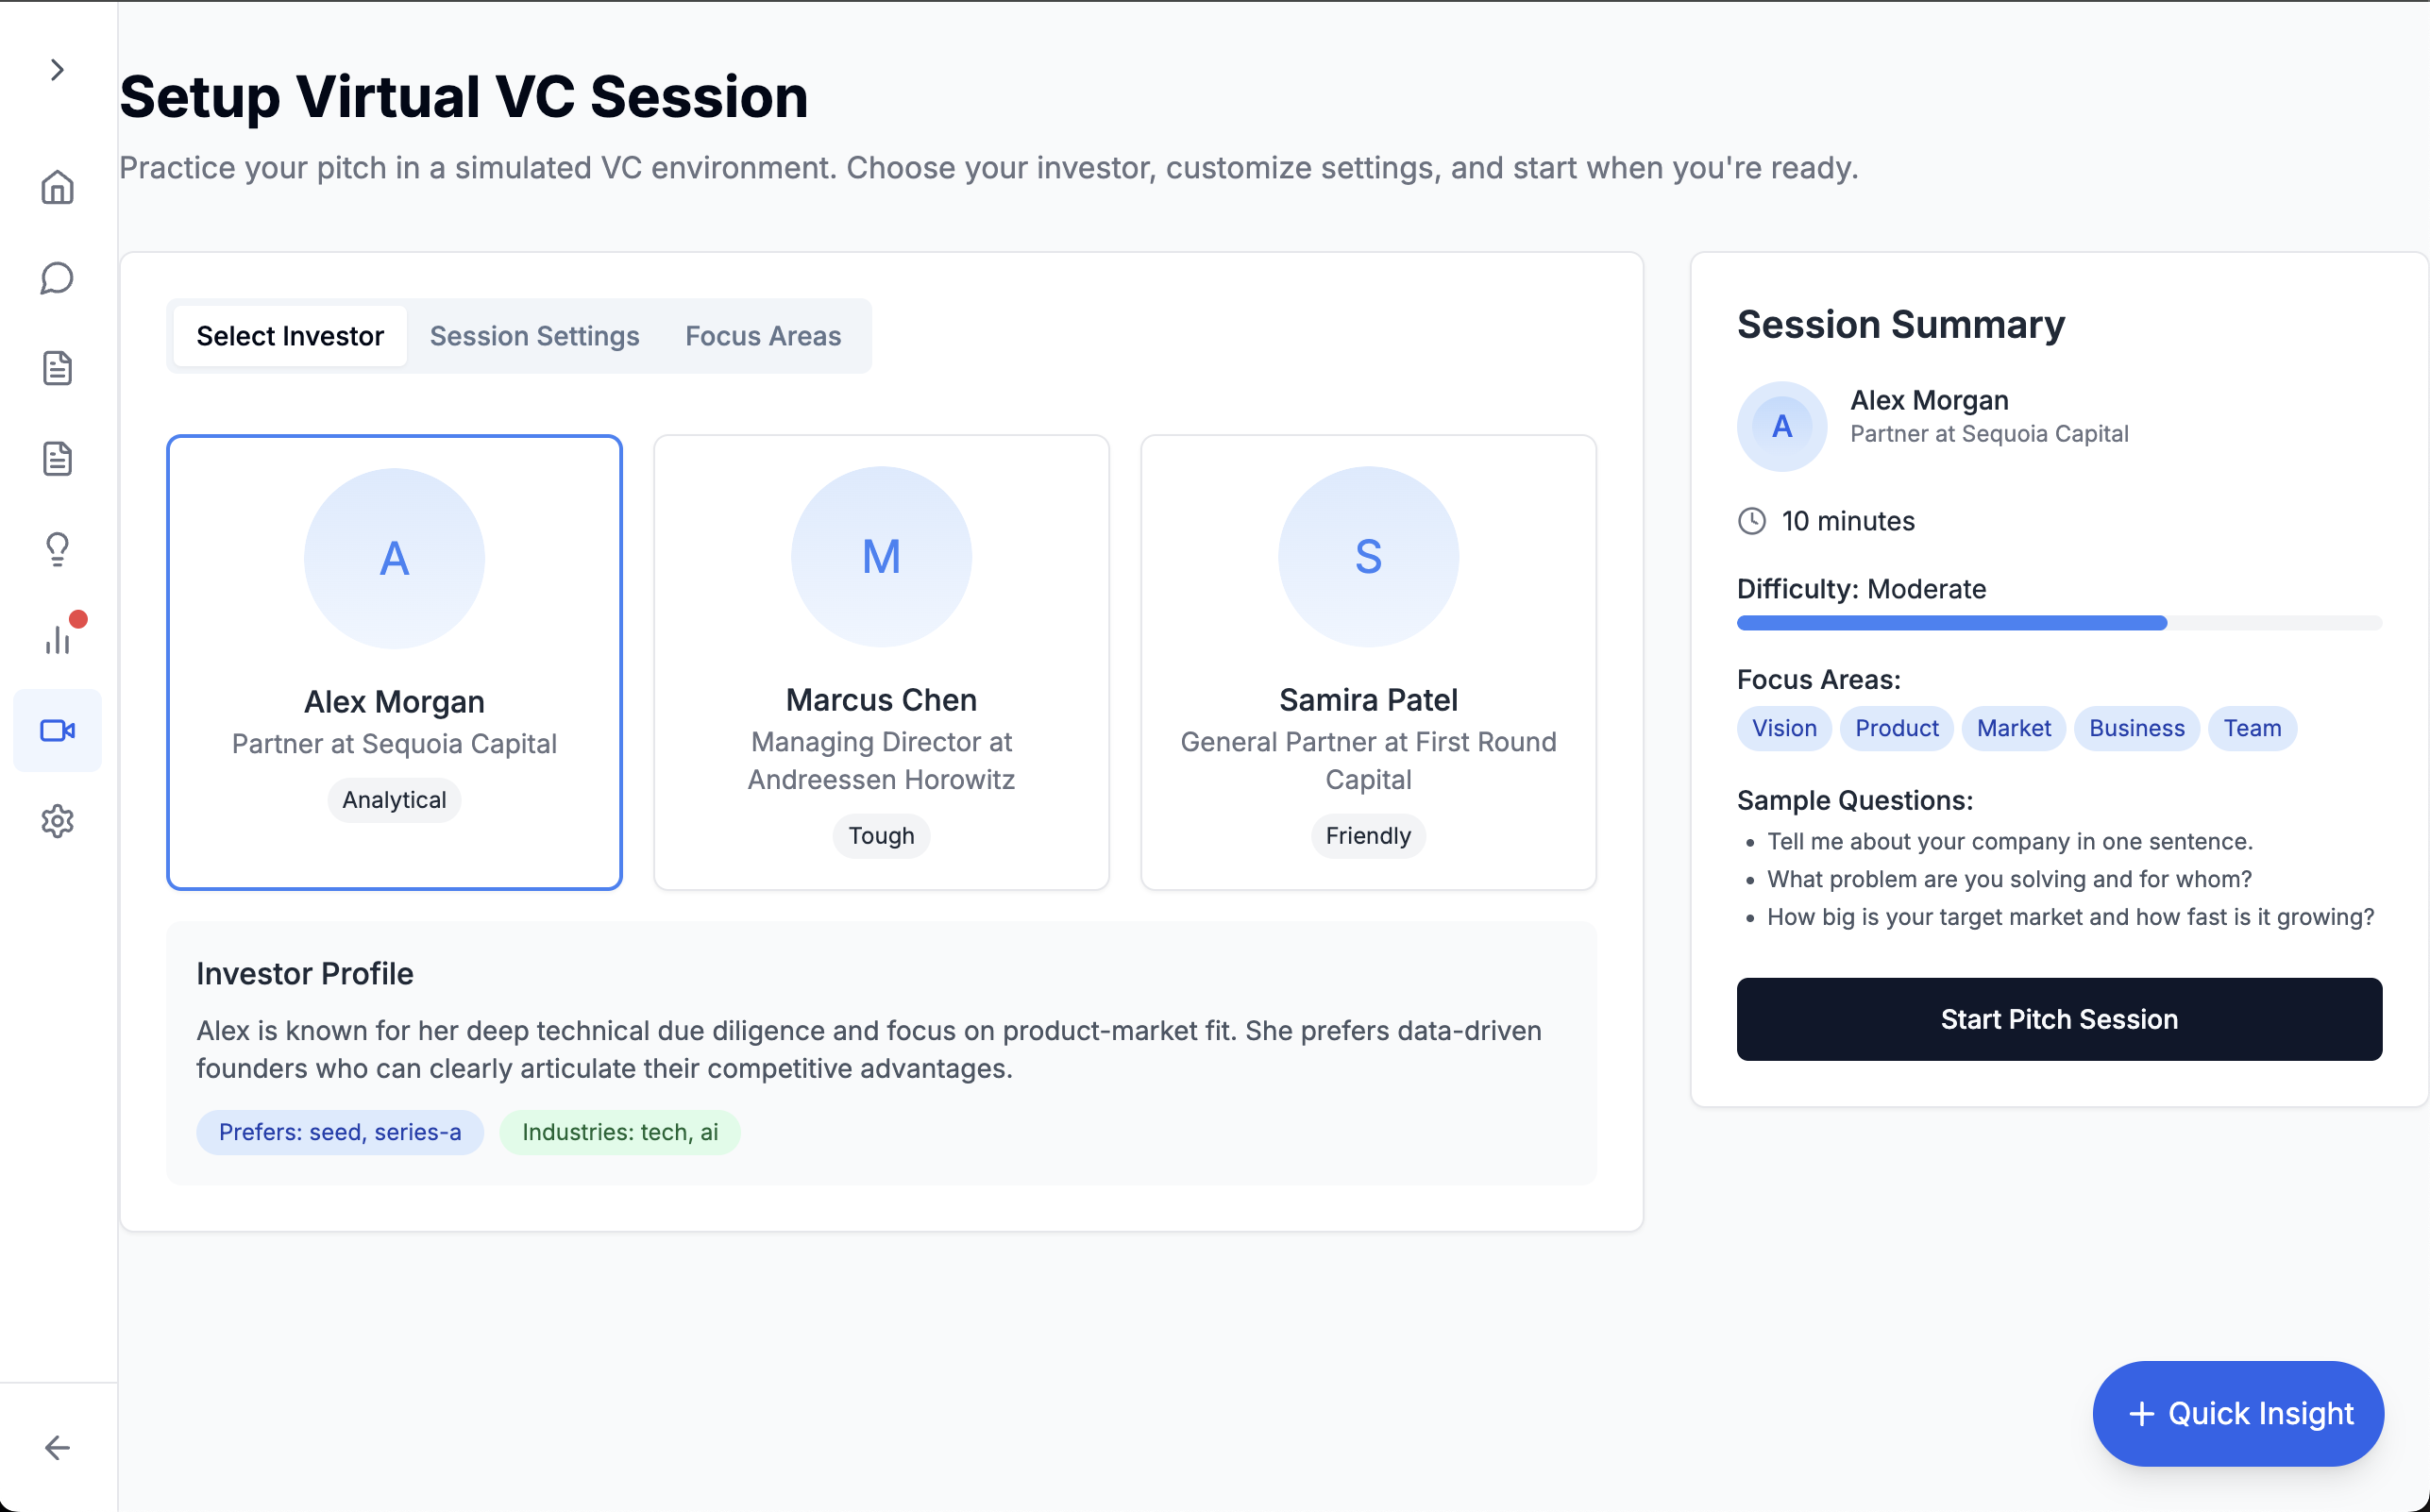 Setup Virtual VC Session
Practice your pitch in a simulated VC environment. Choose your investor, customize settings, and start when you're ready.
Select Investor
Session Settings
Focus Areas
A
Alex Morgan
Partner at Sequoia Capital
Analytical
M
Marcus Chen
Managing Director at
Andreessen Horowitz
Tough
S
Samira Patel
General Partner at First Round
Capital
Friendly
Investor Profile
Alex is known for her deep technical due diligence and focus on product-market fit. She prefers data-driven
founders who can clearly articulate their competitive advantages.
Prefers: seed, series-a
Industries: tech, ai
Session Summary
A
Alex Morgan
Partner at Sequoia Capital
10 minutes
Difficulty: Moderate
Focus Areas:
Vision
Product
Market
Business
Team
Sample Questions:
• Tell me about your company in one sentence.
• What problem are you solving and for whom?
• How big is your target market and how fast is it growing?
Start Pitch Session
+ Quick Insight